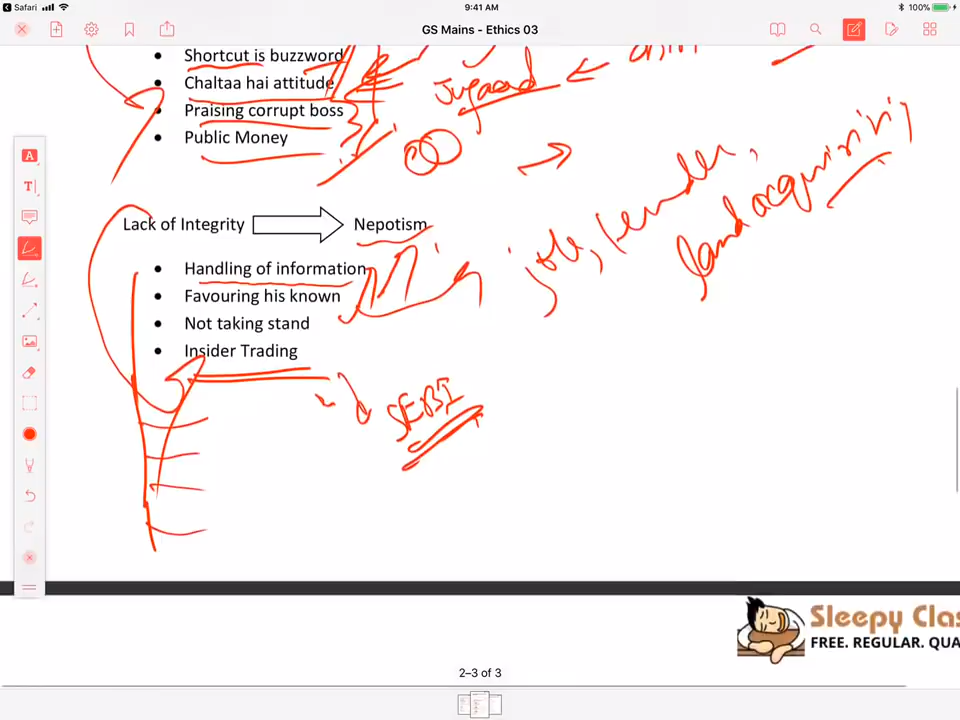 Safari
9:41 AM
100%
GS Mains - Ethics 03
Shortcut is buzzword
Chaltaa hai attitude
Jugaad
Praising corrupt boss
Public Money
job, tender,
land acquiring
Lack of Integrity
Nepotism
Handling of information
Favouring his known
Not taking stand
Insider Trading
SEBI
Sleepy Clas
FREE. REGULAR. QUA
2–3 of 3